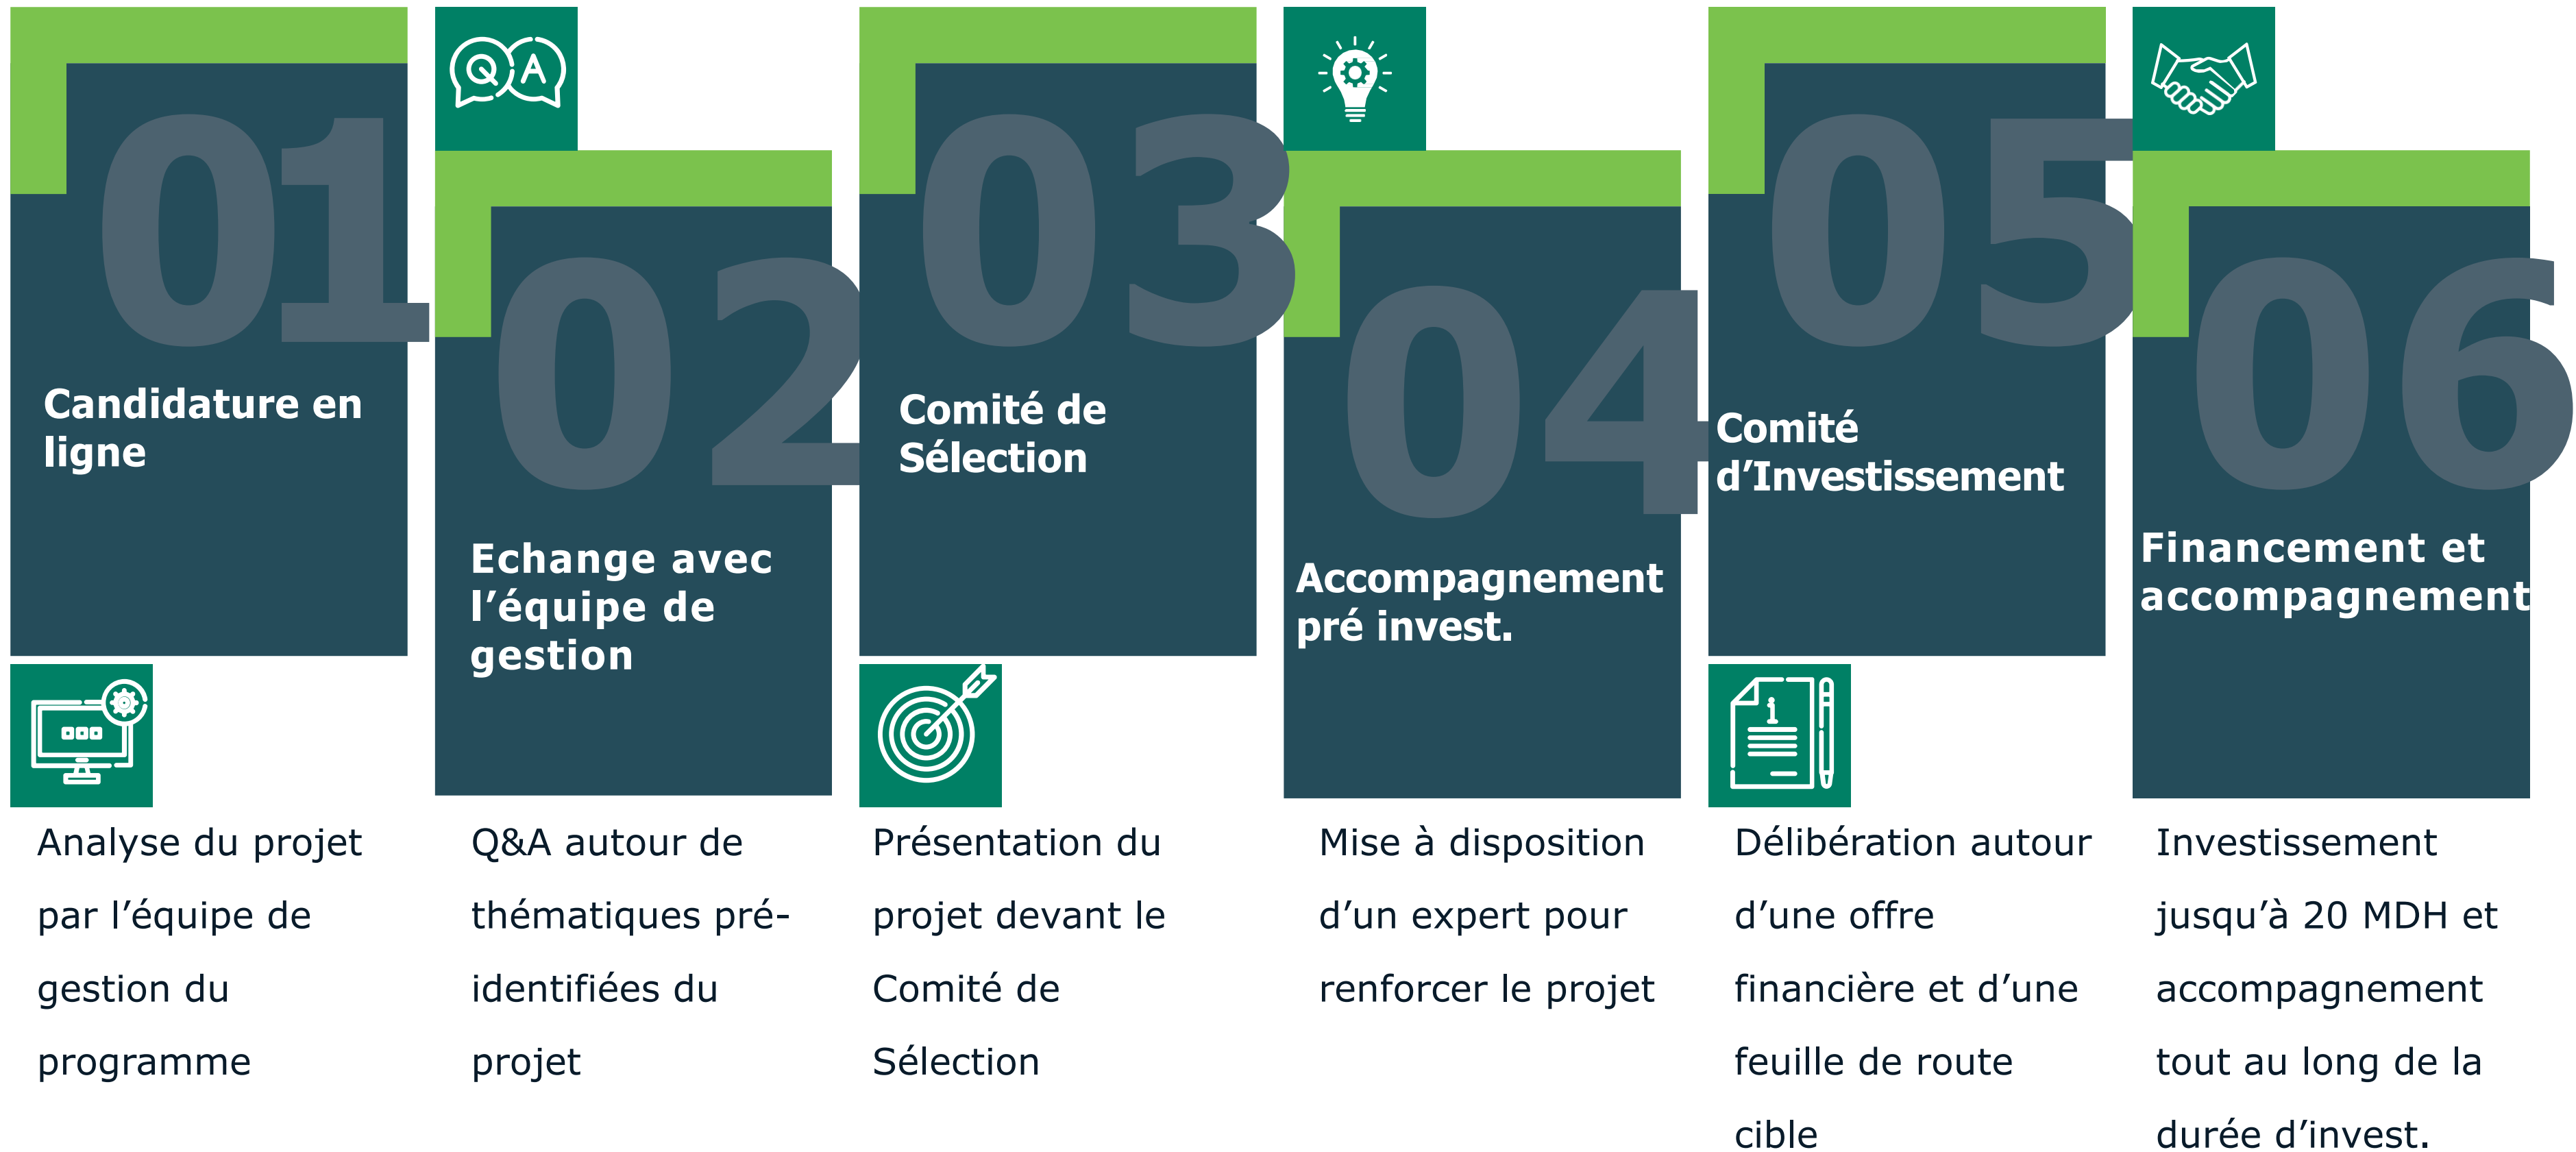 01
Candidature en
ligne
Analyse du projet
par l’équipe de
gestion du
programme
Q A
02
Echange avec
l’équipe de
gestion
Q&A autour de
thématiques pré-
identifiées du
projet
03
Comité de
Sélection
Présentation du
projet devant le
Comité de
Sélection
04
Accompagnement
pré invest.
Mise à disposition
d’un expert pour
renforcer le projet
05
Comité
d’Investissement
i
Délibération autour
d’une offre
financière et d’une
feuille de route
cible
06
Financement et
accompagnement
Investissement
jusqu’à 20 MDH et
accompagnement
tout au long de la
durée d’invest.